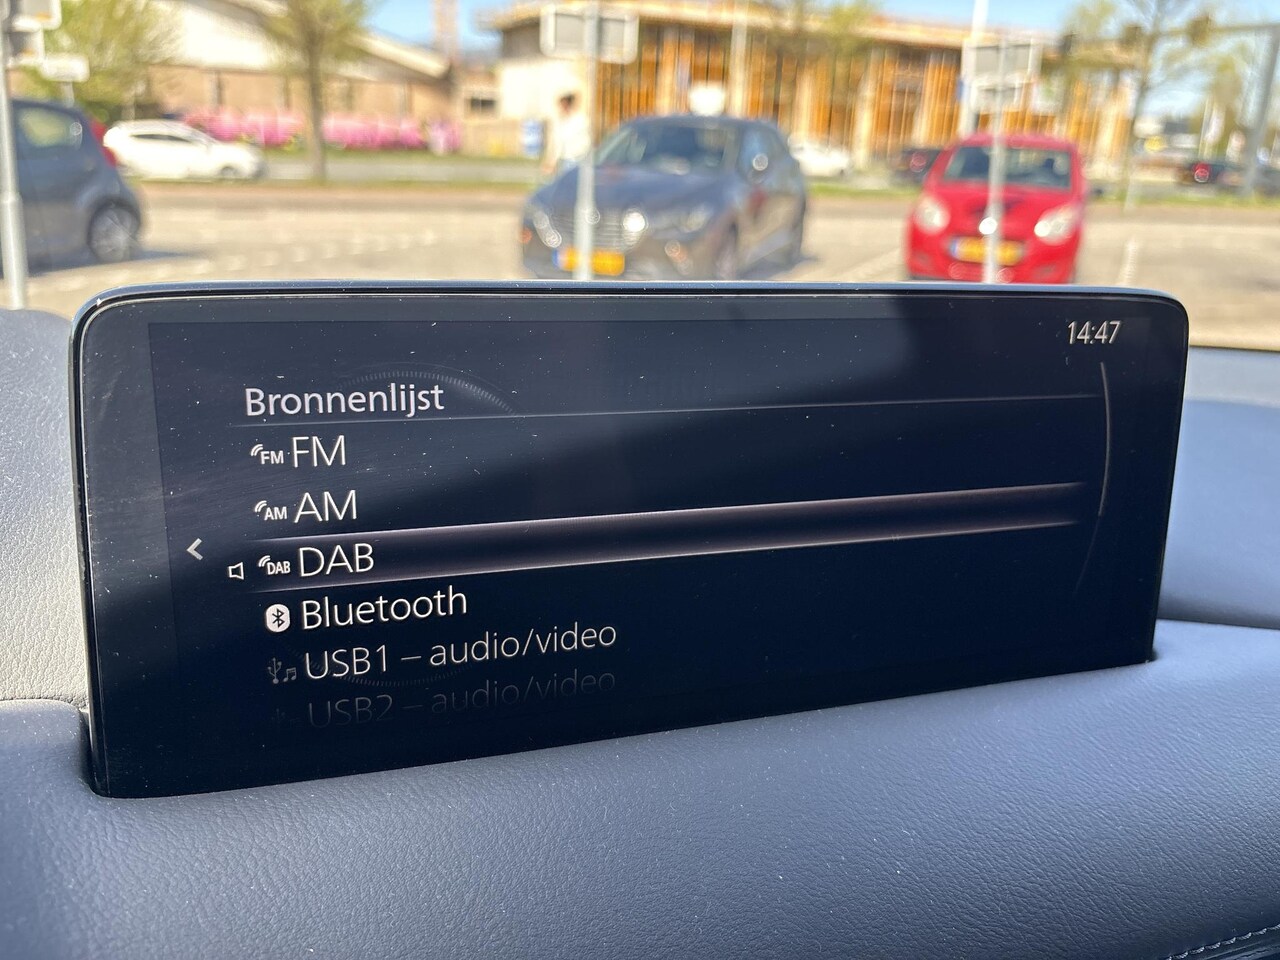 14:47
Bronnenlijst
FM FM
AM AM
DAB DAB
Bluetooth
USB1 – audio/video
USB2 – audio/video